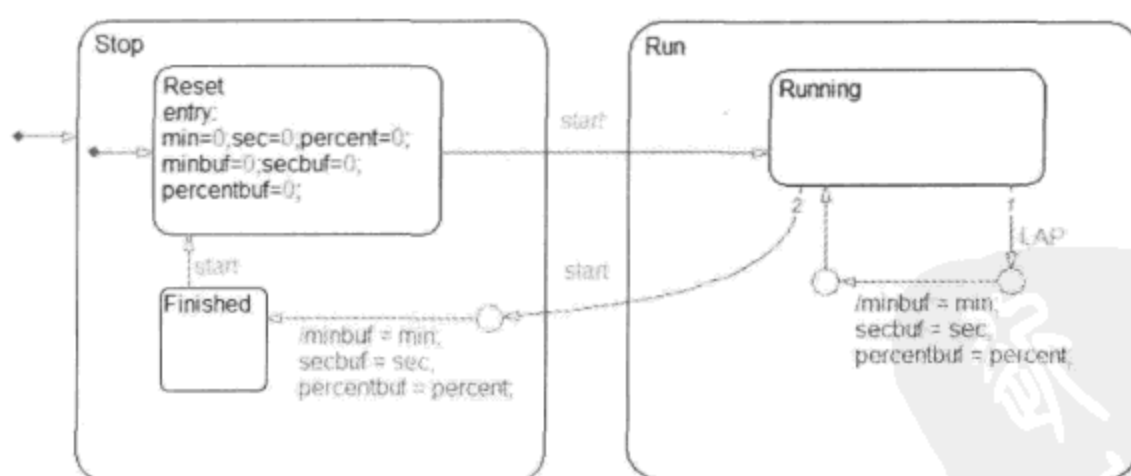 Stop
Reset
entry:
min=0;sec=0;percent=0;
minbuf=0;secbuf=0;
percentbuf=0;
start
Finished
/minbuf = min;
secbuf = sec;
percentbuf = percent;
start
start
Run
Running
2
1
LAP
/minbuf = min;
secbuf = sec;
percentbuf = percent;